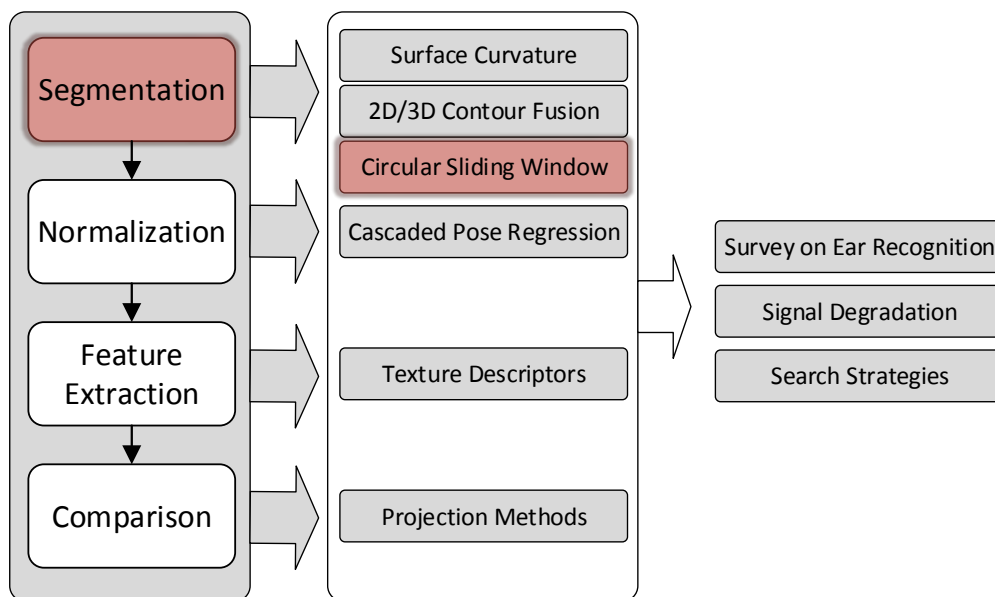 Segmentation
Normalization
Feature
Extraction
Comparison
Surface Curvature
2D/3D Contour Fusion
Circular Sliding Window
Cascaded Pose Regression
Texture Descriptors
Projection Methods
Survey on Ear Recognition
Signal Degradation
Search Strategies